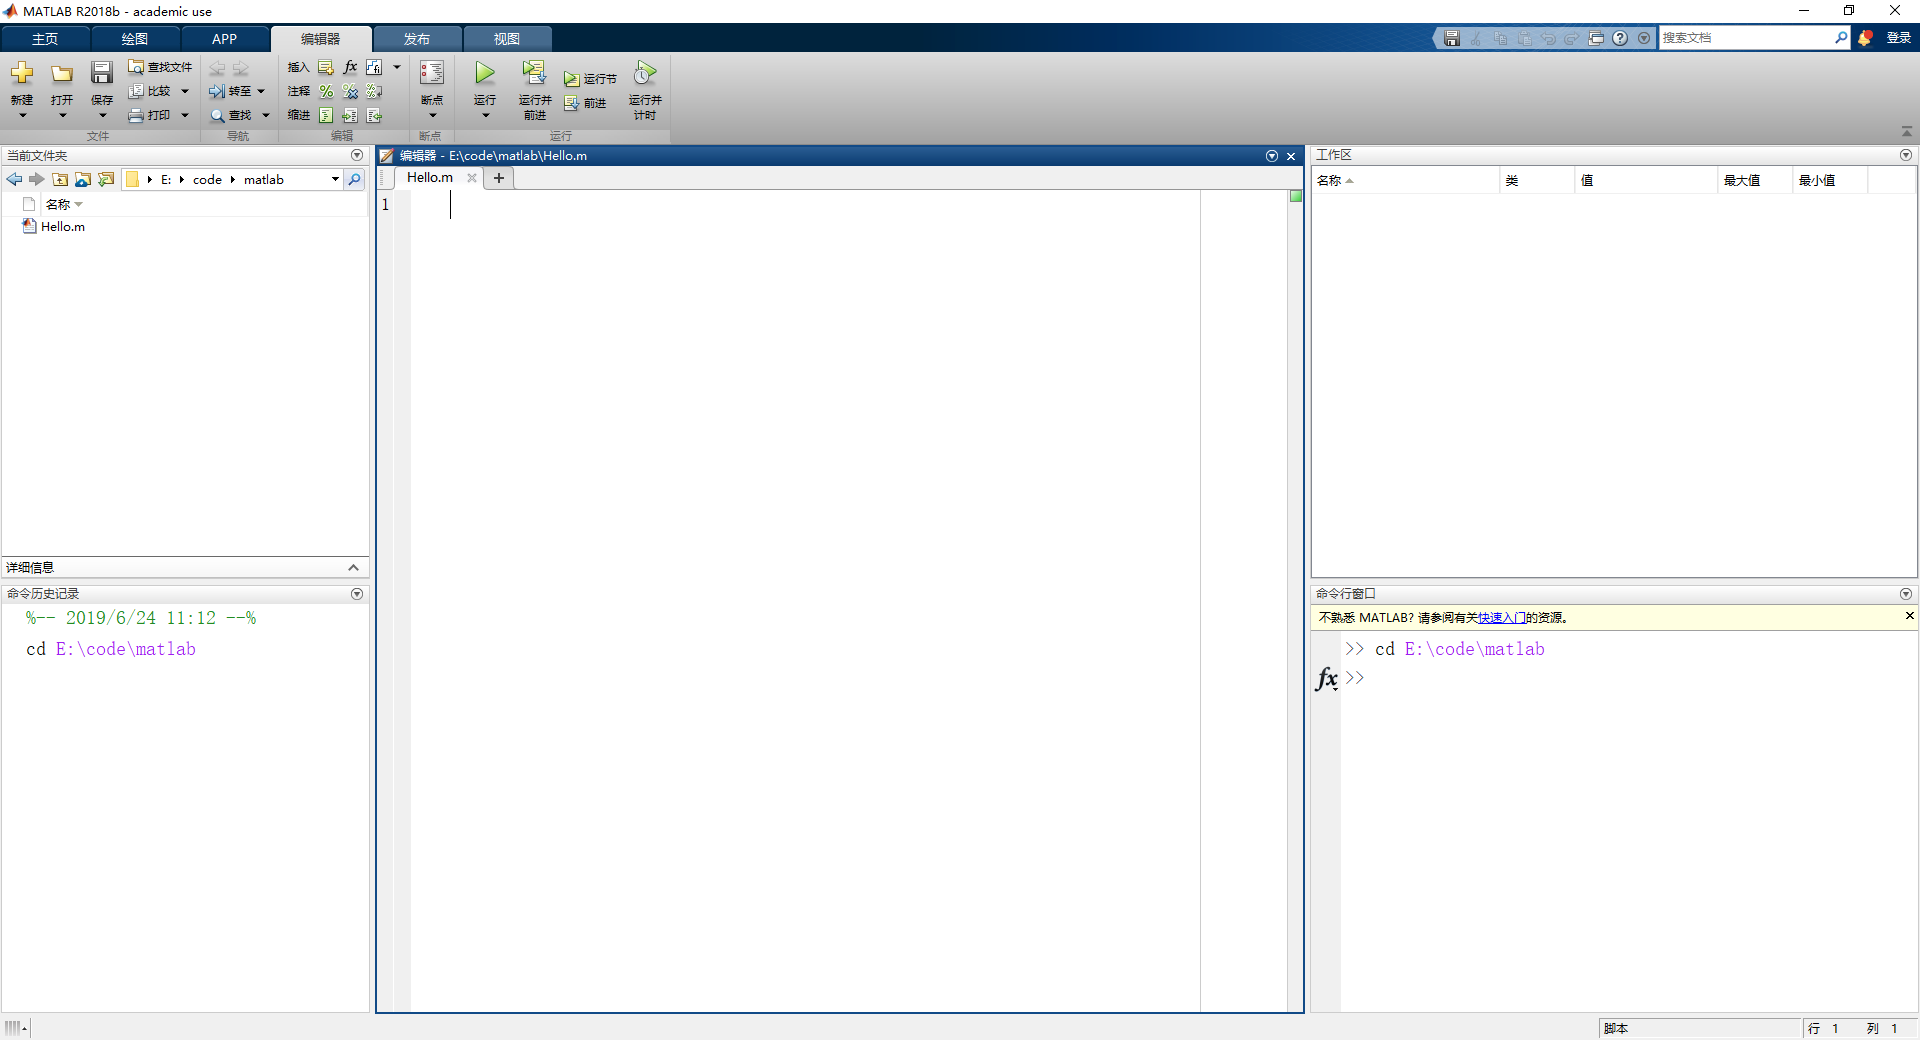 MATLAB R2018b - academic use
主页 绘图 APP 编辑器 发布 视图
搜索文档 登录
新建 打开 保存 查找文件 比较 打印
转至 查找
插入 fx 注释 缩进
断点
运行 运行并前进 运行节 前进 运行并计时
文件 导航 编辑 断点 运行
当前文件夹
E: code matlab
名称
Hello.m
详细信息
命令历史记录
%-- 2019/6/24 11:12 --%
cd E:\code\matlab
编辑器 - E:\code\matlab\Hello.m
Hello.m
1
工作区
名称 类 值 最大值 最小值
命令行窗口
不熟悉 MATLAB? 请参阅有关快速入门的资源。
>> cd E:\code\matlab
fx >>
脚本 行 1 列 1